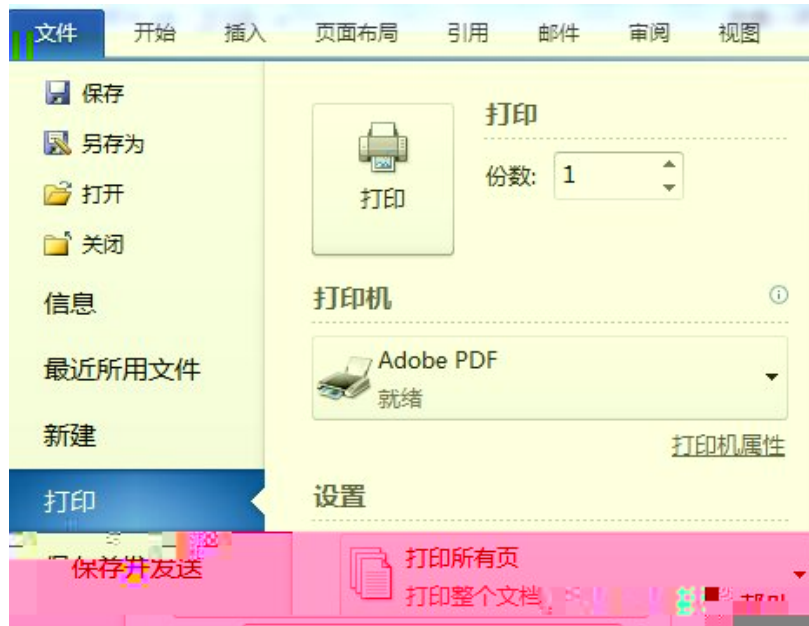 文件 开始 插入 页面布局 引用 邮件 审阅 视图
保存
另存为
打开
关闭
信息
最近所用文件
新建
打印
保存并发送
打印
打印
份数: 1
打印机
Adobe PDF
就绪
打印机属性
设置
打印所有页
打印整个文档